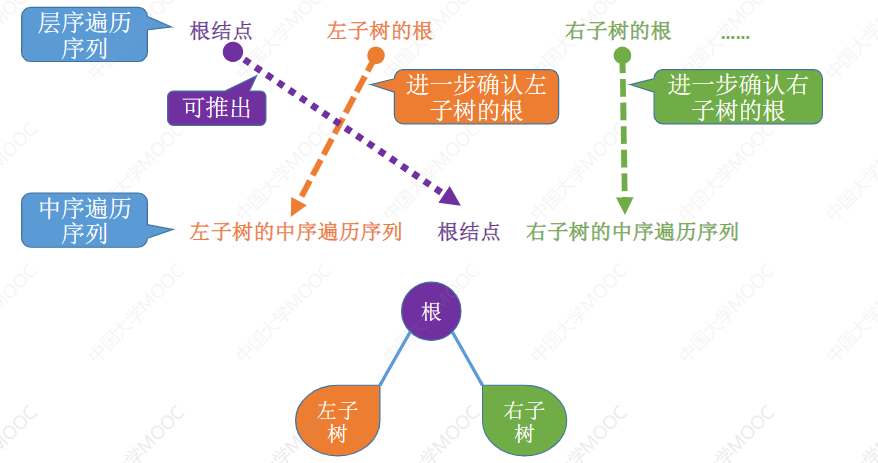 层序遍历
序列
根结点
左子树的根
右子树的根
......
可推出
进一步确认左
子树的根
进一步确认右
子树的根
中序遍历
序列
左子树的中序遍历序列
根结点
右子树的中序遍历序列
根
左子
树
右子
树
中国大学MOOC